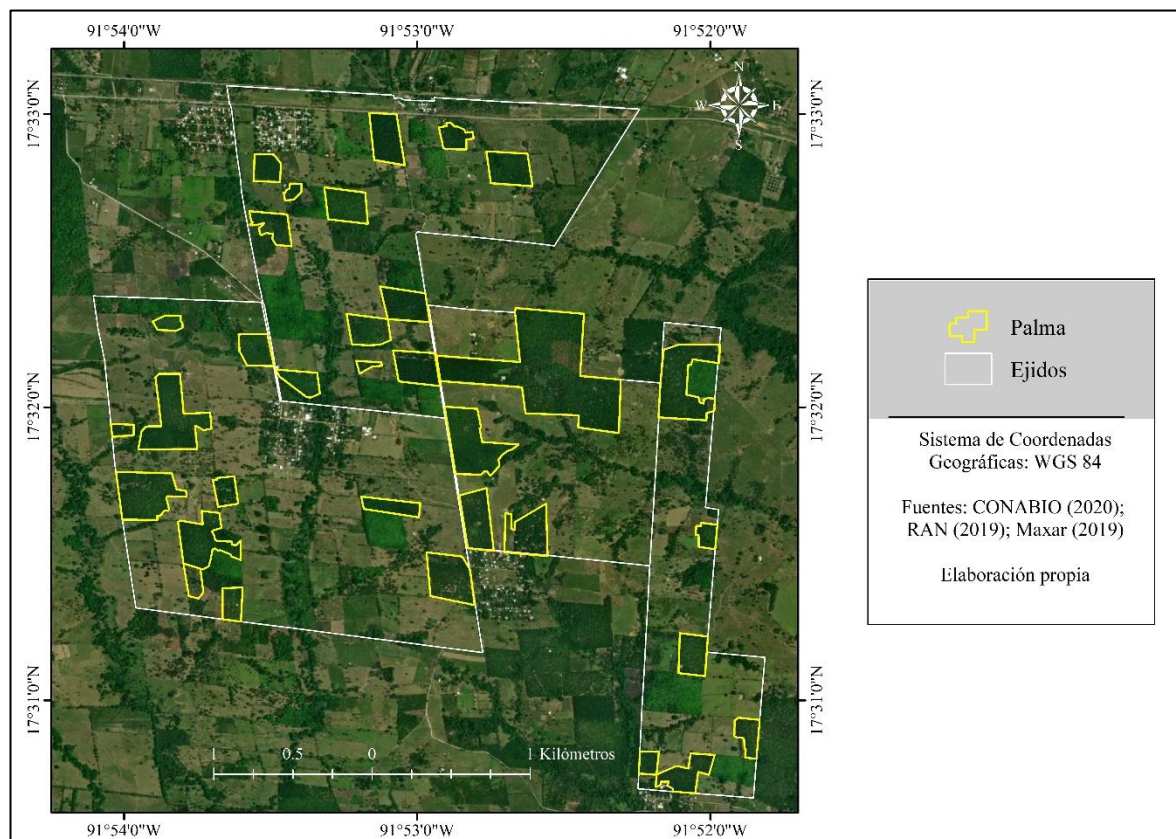 91°54'0"W 91°53'0"W 91°52'0"W
17°33'0"N 17°33'0"N
N
W E
S
Palma
Ejidos
17°32'0"N 17°32'0"N
Sistema de Coordenadas
Geográficas: WGS 84
Fuentes: CONABIO (2020);
RAN (2019); Maxar (2019)
Elaboración propia
17°31'0"N 17°31'0"N
1 0.5 0 1 Kilómetros
91°54'0"W 91°53'0"W 91°52'0"W